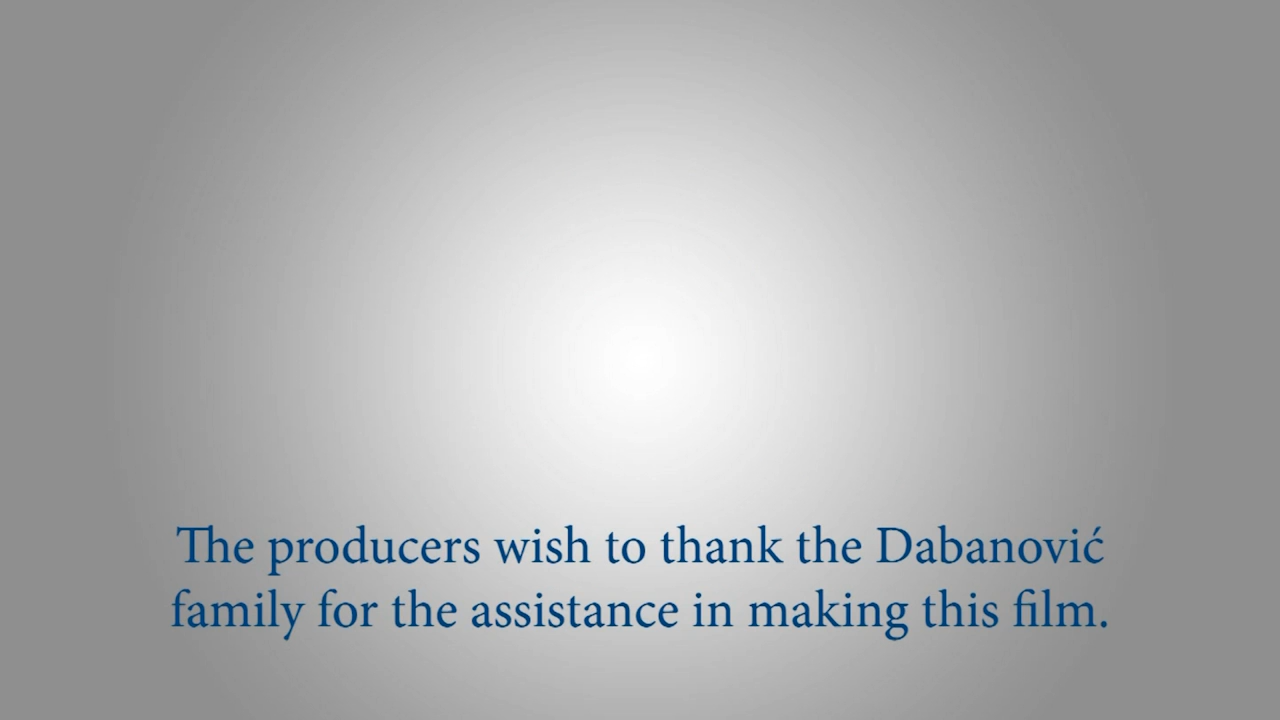 The producers wish to thank the Dabanović
family for the assistance in making this film.